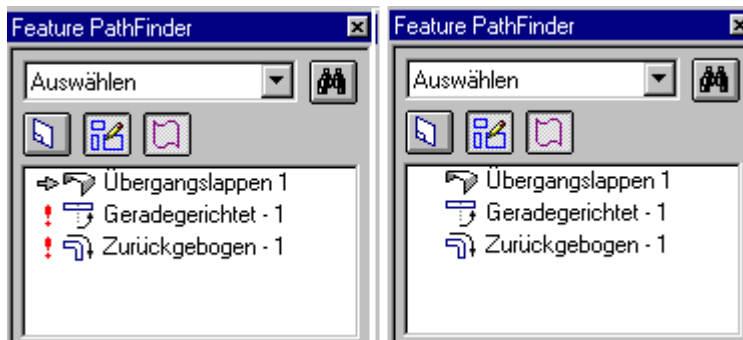 Feature PathFinder
Auswählen
Übergangslappen 1
Geradegerichtet - 1
Zurückgebogen - 1
Feature PathFinder
Auswählen
Übergangslappen 1
Geradegerichtet - 1
Zurückgebogen - 1